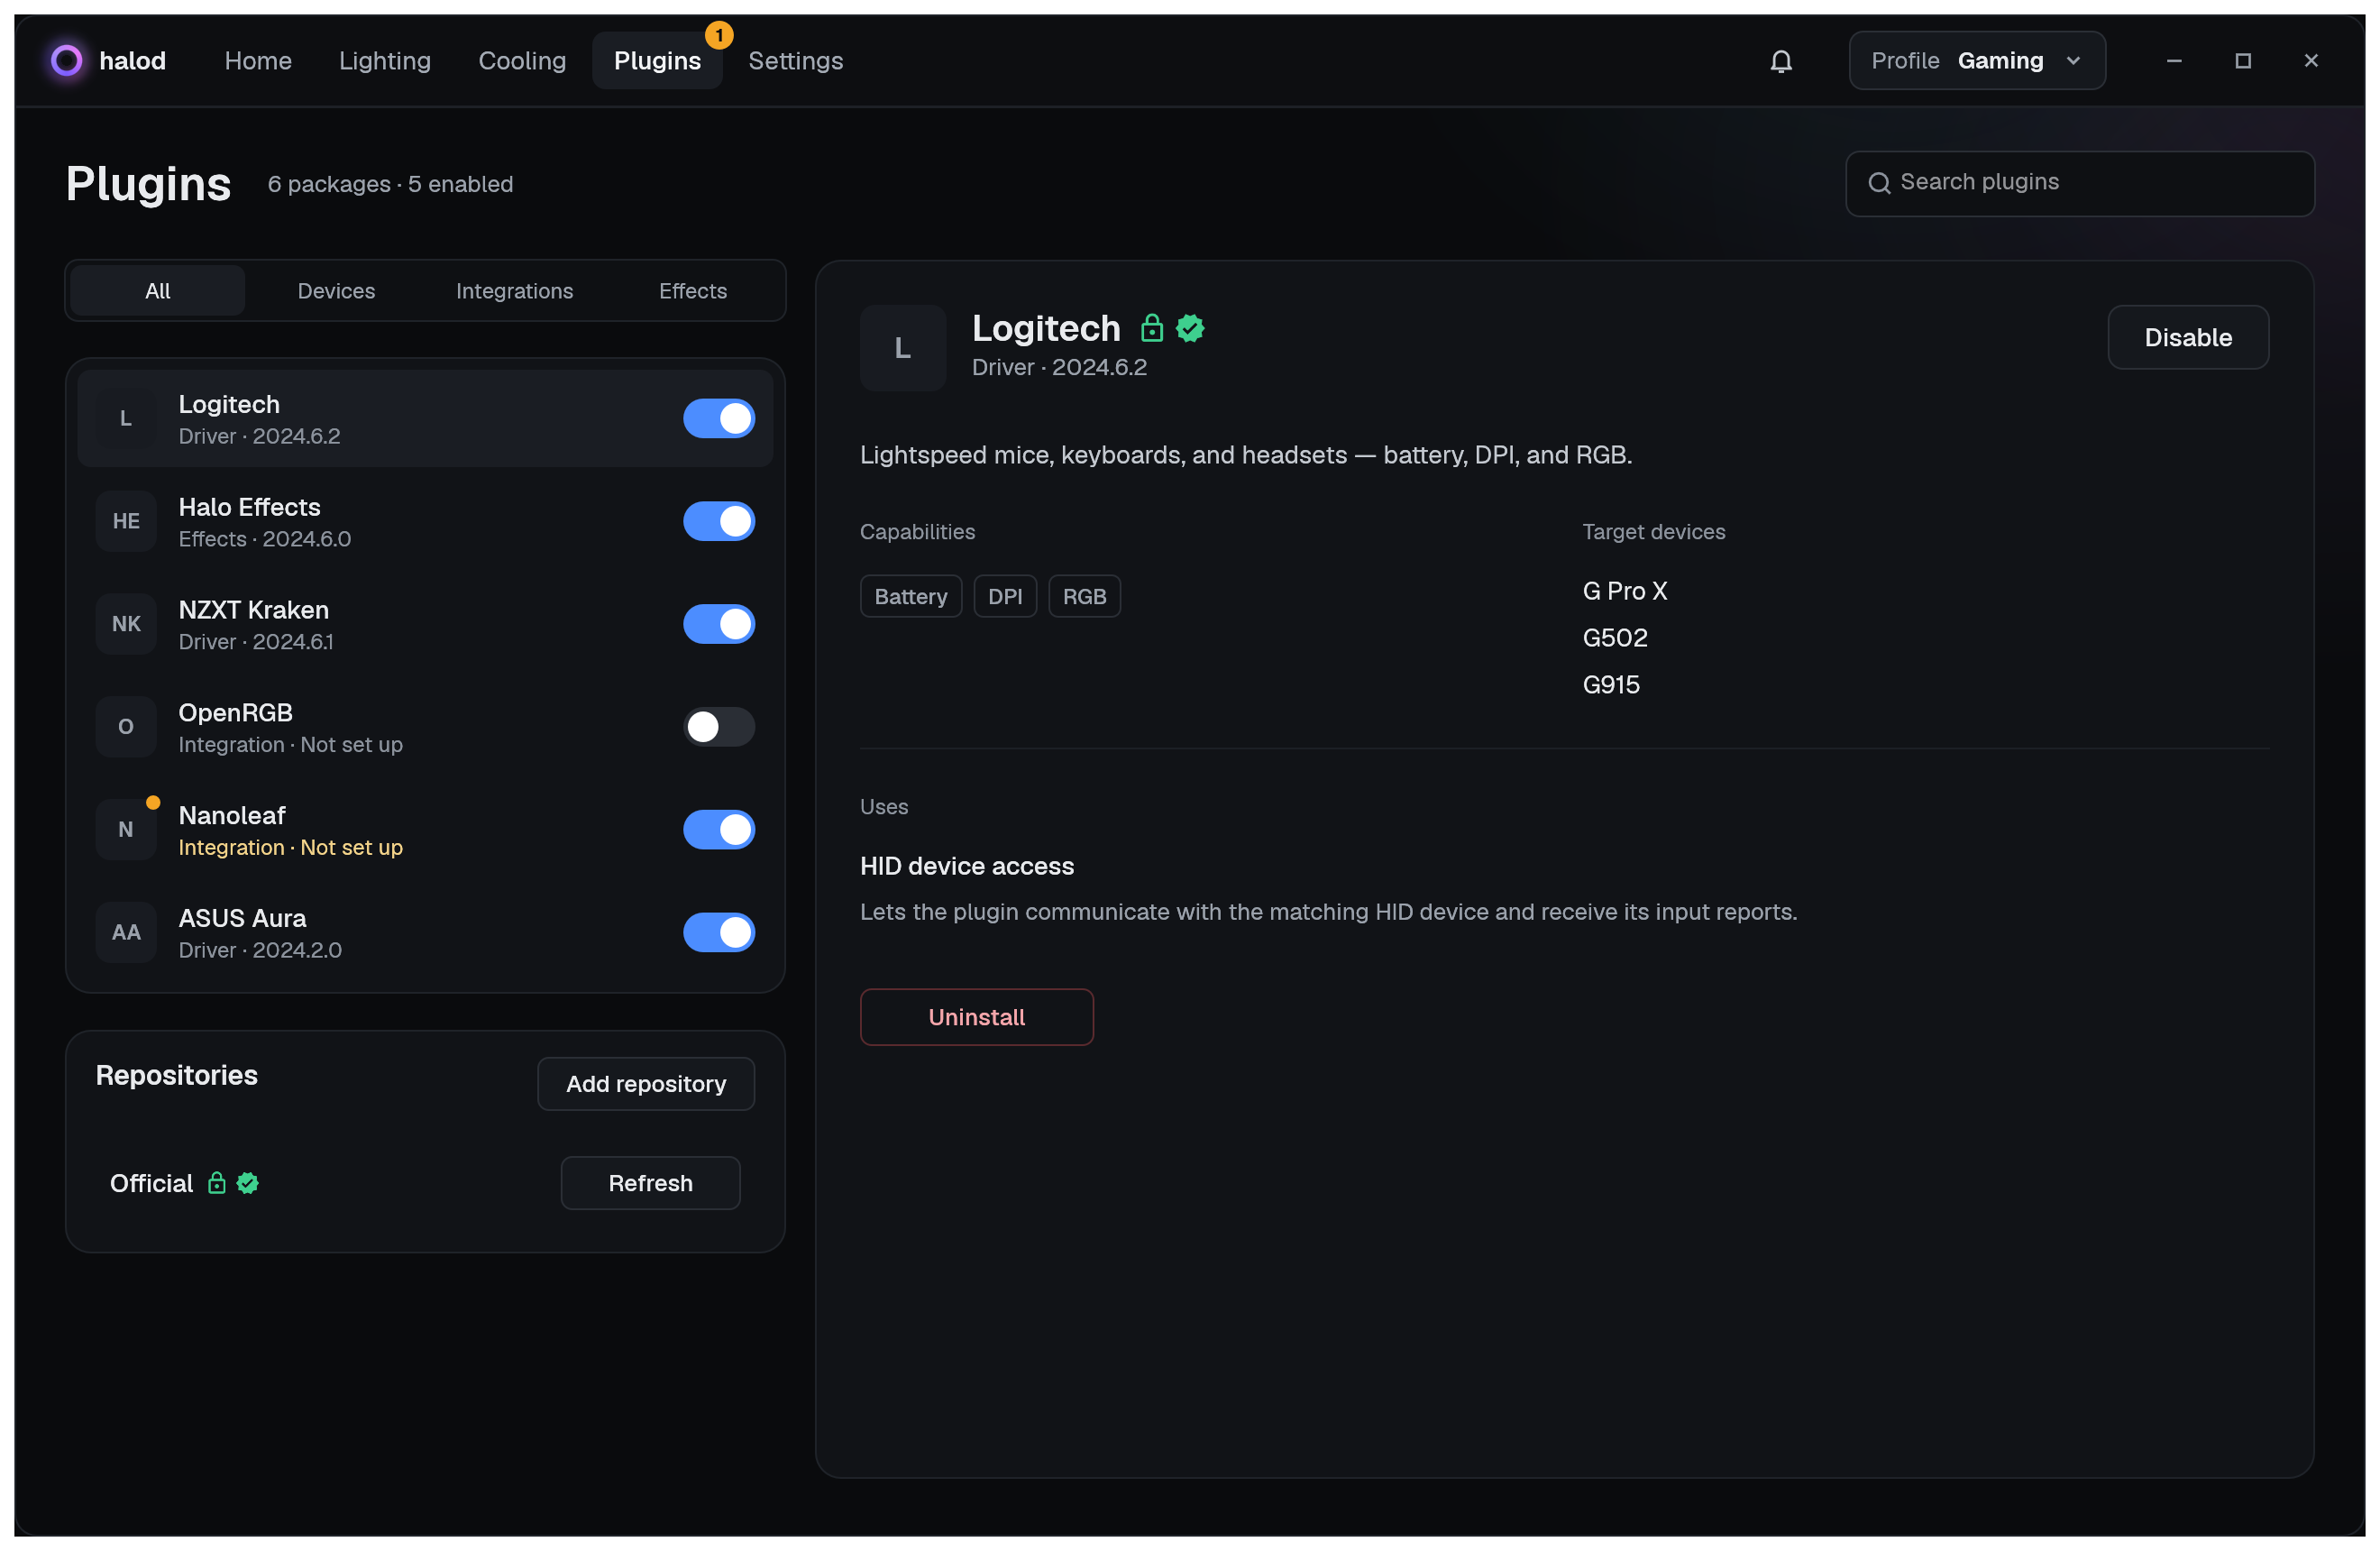 halod Home Lighting Cooling Plugins 1 Settings Profile Gaming
Plugins 6 packages · 5 enabled Search plugins
All Devices Integrations Effects
L Logitech
Driver · 2024.6.2
HE Halo Effects
Effects · 2024.6.0
NK NZXT Kraken
Driver · 2024.6.1
O OpenRGB
Integration · Not set up
N Nanoleaf
Integration · Not set up
AA ASUS Aura
Driver · 2024.2.0
Repositories Add repository
Official Refresh
L Logitech
Driver · 2024.6.2
Disable
Lightspeed mice, keyboards, and headsets — battery, DPI, and RGB.
Capabilities
Battery DPI RGB
Target devices
G Pro X
G502
G915
Uses
HID device access
Lets the plugin communicate with the matching HID device and receive its input reports.
Uninstall